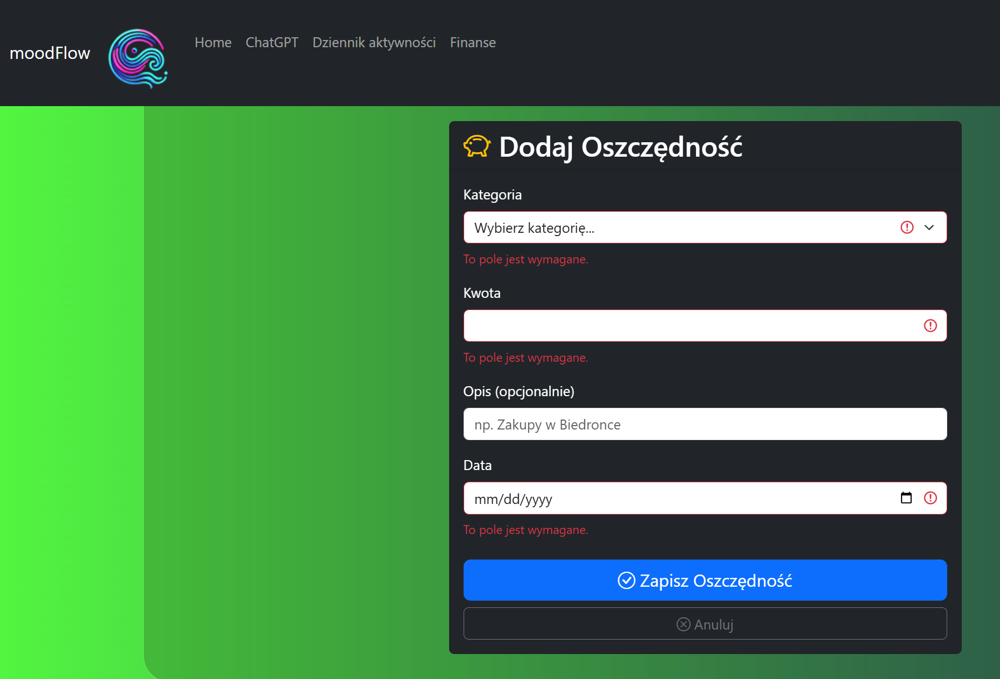 moodFlow
Home ChatGPT Dziennik aktywności Finanse
Dodaj Oszczędność
Kategoria
Wybierz kategorię...
To pole jest wymagane.
Kwota
To pole jest wymagane.
Opis (opcjonalnie)
np. Zakupy w Biedronce
Data
mm/dd/yyyy
To pole jest wymagane.
Zapisz Oszczędność
Anuluj